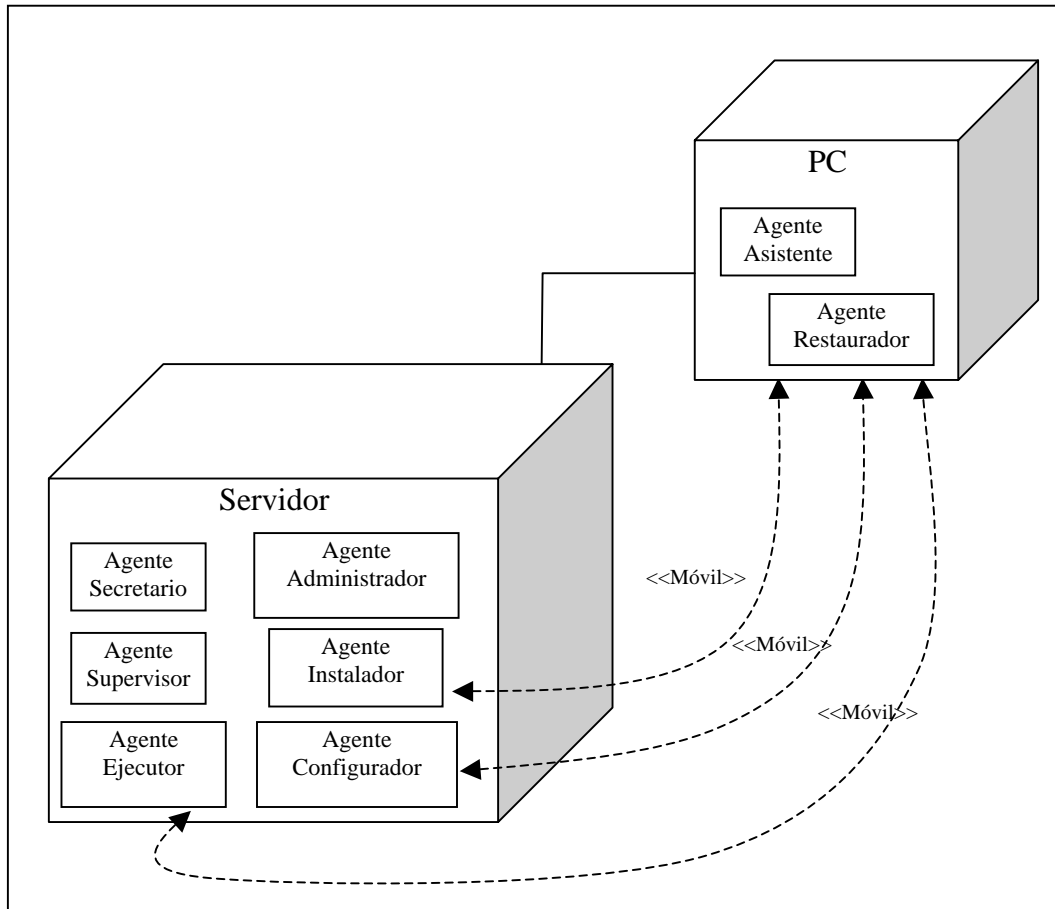 PC
Agente
Asistente
Agente
Restaurador
Servidor
Agente
Secretario
Agente
Administrador
Agente
Supervisor
Agente
Instalador
Agente
Ejecutor
Agente
Configurador
<<Móvil>>
<<Móvil>>
<<Móvil>>